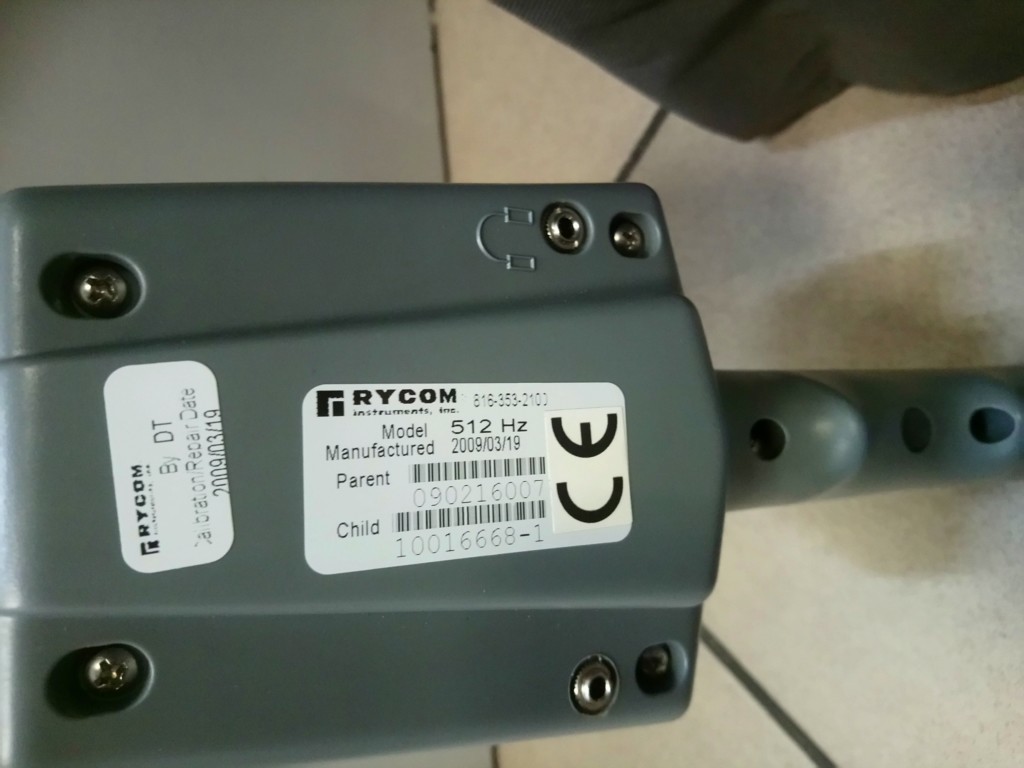 RYCOM 816-353-2100
Instruments, inc.
Model 512 Hz
Manufactured 2009/03/19
Parent
090216007
Child
10016668-1
CE
RYCOM
By DT
Calibration/Repair Date
2009/03/19